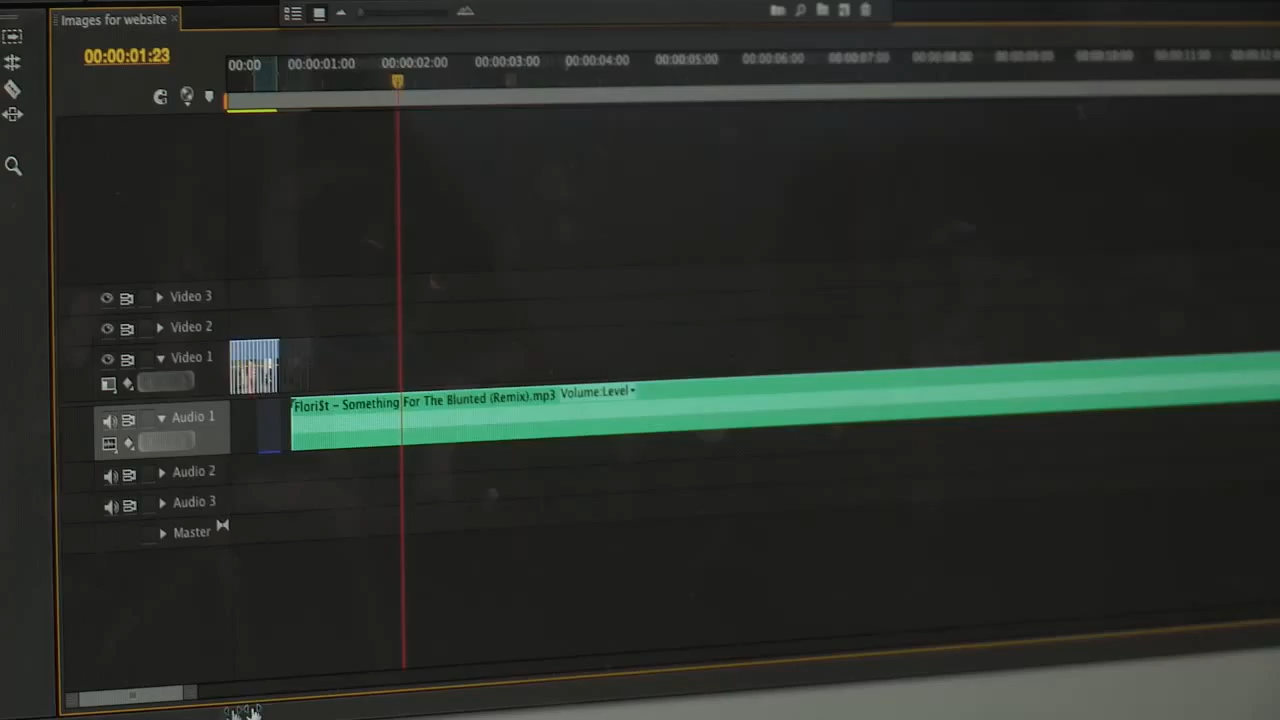 Images for website
00:00:01:23
00:00 00:00:01:00 00:00:02:00 00:00:03:00 00:00:04:00 00:00:05:00 00:00:06:00 00:00:07:00 00:00:08:00 00:00:09:00 00:00:10:00 00:00:11:00
Video 3
Video 2
Video 1
Flori$t - Something For The Blunted (Remix).mp3 Volume:Level
Audio 1
Audio 2
Audio 3
Master